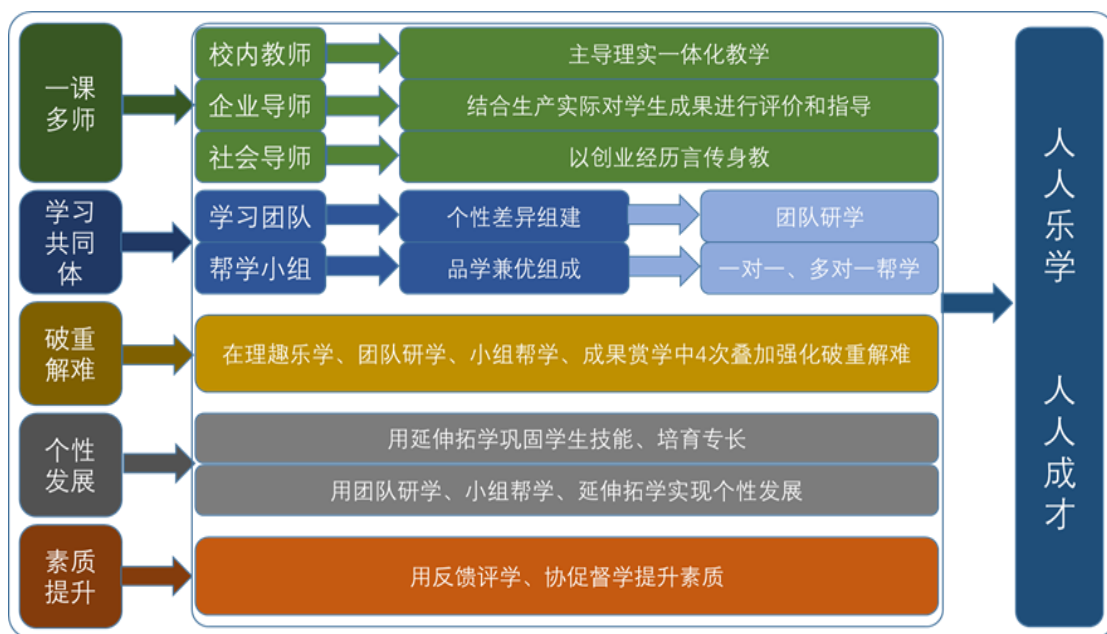 一课
多师
校内教师
主导理实一体化教学
企业导师
结合生产实际对学生成果进行评价和指导
社会导师
以创业经历言传身教
学习
共同
体
学习团队
个性差异组建
团队研学
帮学小组
品学兼优组成
一对一、多对一帮学
破重
解难
在理趣乐学、团队研学、小组帮学、成果赏学中4次叠加强化破重解难
个性
发展
用延伸拓学巩固学生技能、培育专长
用团队研学、小组帮学、延伸拓学实现个性发展
素质
提升
用反馈评学、协促督学提升素质
人人乐学
人人成才